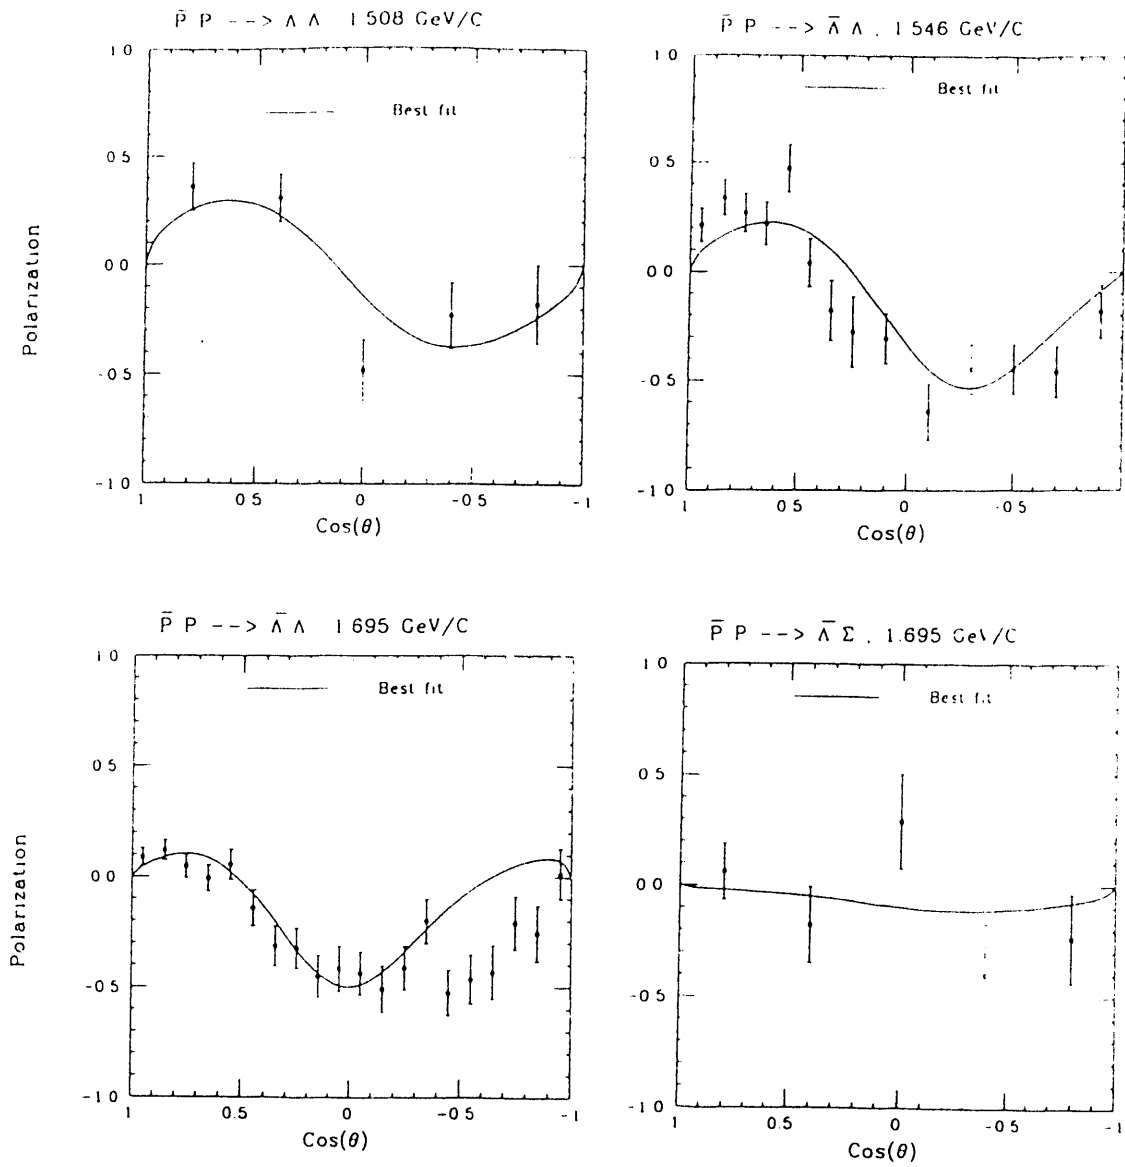 P̄ P --> Λ Λ 1 508 GeV/C
1 0
0 5
0 0
-0 5
-1 0
Best fit
Polarization
1
0 5
0
-0 5
-1
Cos(θ)
P̄ P --> Λ̄ Λ . 1 546 GeV/C
1 0
0 5
0 0
-0 5
-1 0
Best fit
1
0 5
0
-0 5
Cos(θ)
P̄ P --> Λ̄ Λ 1 695 GeV/C
1 0
0 5
0 0
-0 5
-1 0
Best fit
Polarization
1
0.5
0
-0.5
-1
Cos(θ)
P̄ P --> Λ̄ Σ . 1.695 GeV/C
1 0
0 5
0 0
-0 5
-1 0
Best fit
1
0 5
0
-0 5
-1
Cos(θ)